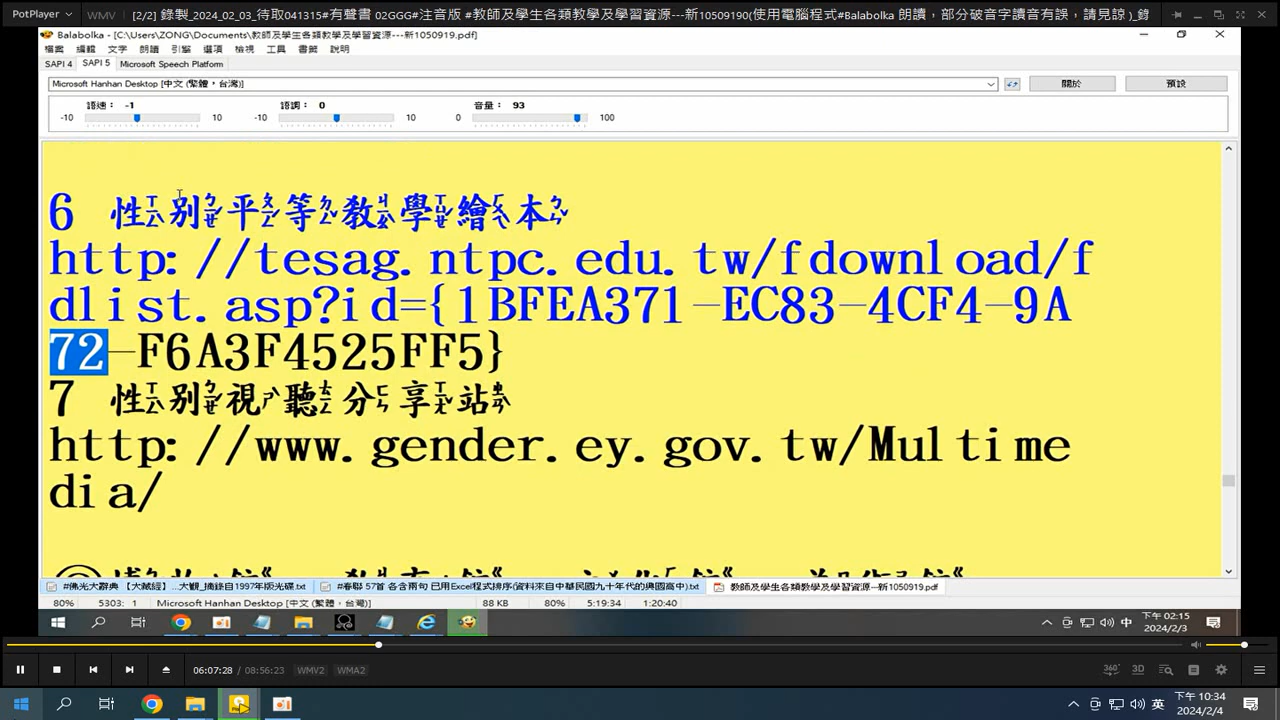 PotPlayer
WMV
[2/2] 錄製_2024_02_03_待取041315#有聲書 02GGG#注音版 #教師及學生各類教學及學習資源---新10509190(使用電腦程式#Balabolka 朗讀，部分破音字讀音有誤，請見諒)_錄
Balabolka - [C:\Users\ZONG\Documents\教師及學生各類教學及學習資源---新1050919.pdf]
檔案 編輯 文字 朗讀 引擎 選項 檢視 工具 書籤 說明
SAPI 4 SAPI 5 Microsoft Speech Platform
Microsoft Hanhan Desktop [中文 (繁體，台灣)]
關於 預設
語速： -1 語調： 0 音量： 93
-10 10 -10 10 0 100
6 性別平等教學繪本
http://tesag.ntpc.edu.tw/fdownload/f
dlist.asp?id={1BFEA371-EC83-4CF4-9A
72-F6A3F4525FF5}
7 性別視聽分享站
http://www.gender.ey.gov.tw/Multime
dia/
#佛光大辭典 【大藏經】...大觀_摘錄自1997年版光碟.txt #春聯 57首 各含兩句 已用Excel程式排序(資料來自中華民國九十年代的典國高中).txt 教師及學生各類教學及學習資源---新1050919.pdf
80% 5303: 1 Microsoft Hanhan Desktop [中文 (繁體，台灣)] 88 KB 80% 5:19:34 1:20:40
中 下午 02:15
2024/2/3
06:07:28 / 08:56:23 WMV2 WMA2
360° 3D
英 下午 10:34
2024/2/4